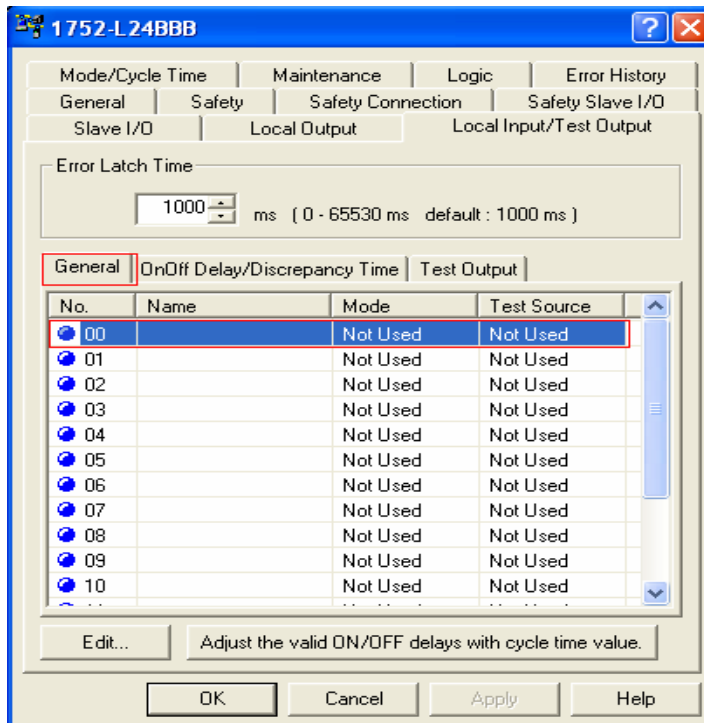 1752-L24BBB
Mode/Cycle Time Maintenance Logic Error History
General Safety Safety Connection Safety Slave I/O
Slave I/O Local Output Local Input/Test Output
Error Latch Time
1000 ms ( 0 - 65530 ms default : 1000 ms )
General OnOff Delay/Discrepancy Time Test Output
No. Name Mode Test Source
00 Not Used Not Used
01 Not Used Not Used
02 Not Used Not Used
03 Not Used Not Used
04 Not Used Not Used
05 Not Used Not Used
06 Not Used Not Used
07 Not Used Not Used
08 Not Used Not Used
09 Not Used Not Used
10 Not Used Not Used
Edit... Adjust the valid ON/OFF delays with cycle time value.
OK Cancel Apply Help